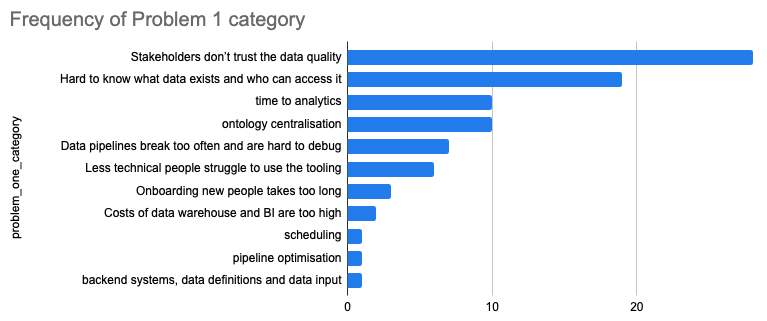 Frequency of Problem 1 category
problem_one_category
Stakeholders don’t trust the data quality
Hard to know what data exists and who can access it
time to analytics
ontology centralisation
Data pipelines break too often and are hard to debug
Less technical people struggle to use the tooling
Onboarding new people takes too long
Costs of data warehouse and BI are too high
scheduling
pipeline optimisation
backend systems, data definitions and data input
0
10
20